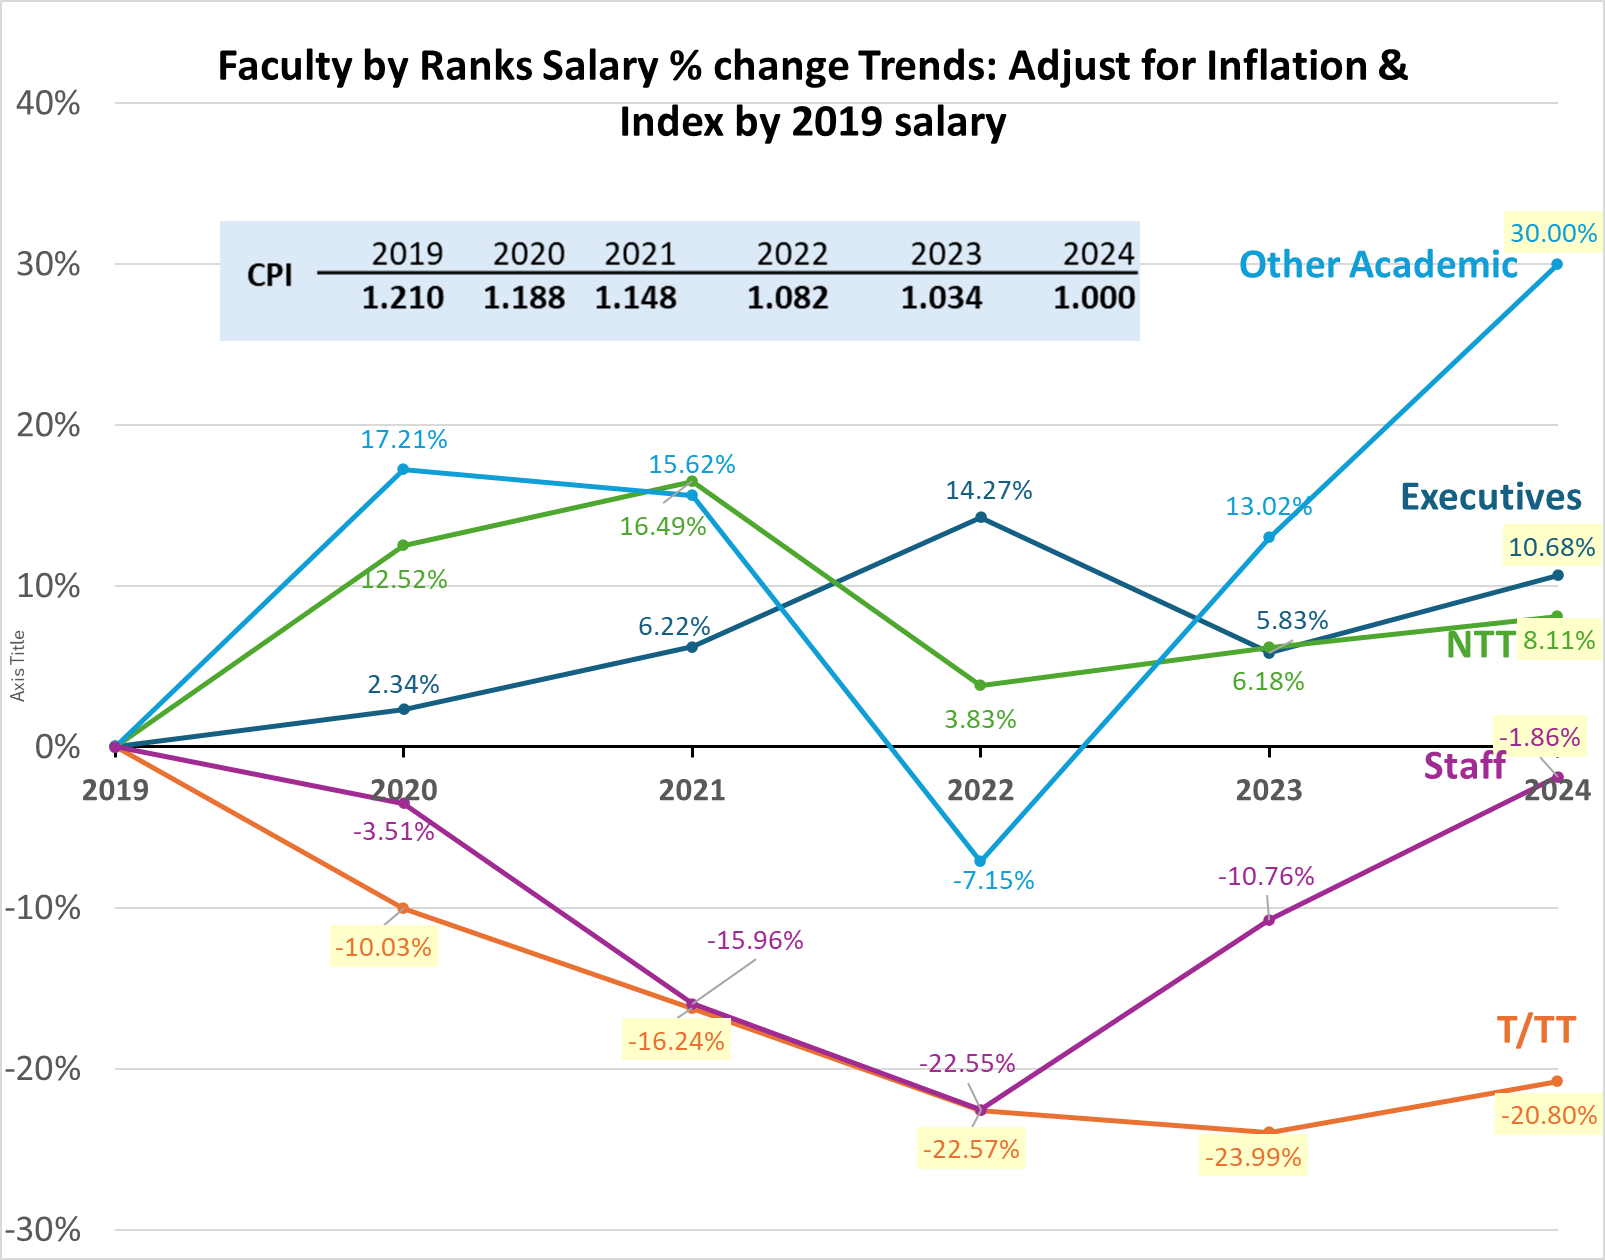 Faculty by Ranks Salary % change Trends: Adjust for Inflation &
Index by 2019 salary
40%
30%
20%
10%
0%
-10%
-20%
-30%
Axis Title
CPI
2019 2020 2021 2022 2023 2024
1.210 1.188 1.148 1.082 1.034 1.000
Other Academic
30.00%
17.21%
15.62%
16.49%
12.52%
14.27%
13.02%
Executives
10.68%
6.22%
5.83%
2.34%
NTT
8.11%
6.18%
3.83%
-1.86%
Staff
2019 2020 2021 2022 2023 2024
-3.51%
-7.15%
-10.76%
-10.03%
-15.96%
-16.24%
-22.55%
T/TT
-22.57%
-23.99%
-20.80%